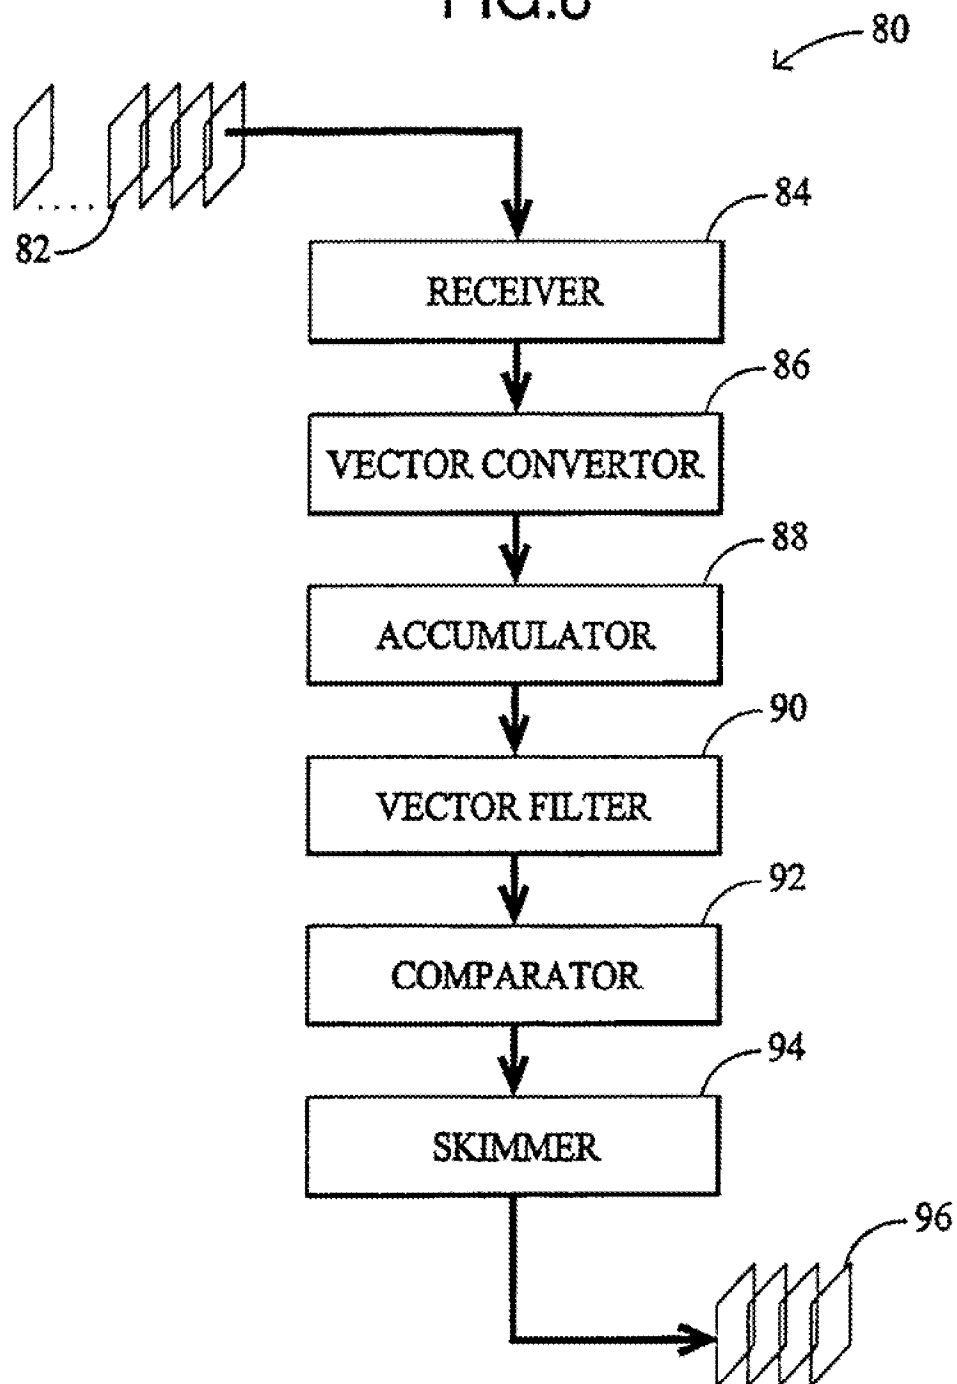 80
82
84
RECEIVER
86
VECTOR CONVERTOR
88
ACCUMULATOR
90
VECTOR FILTER
92
COMPARATOR
94
SKIMMER
96